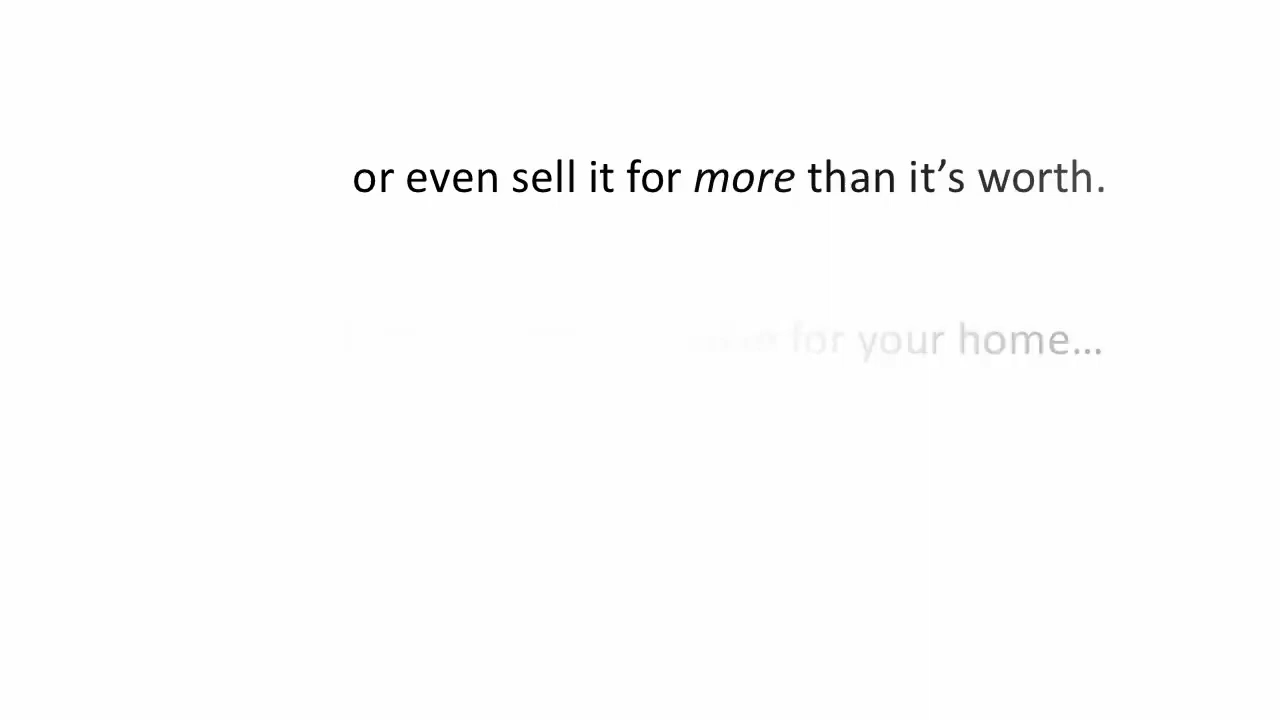 or even sell it for more than it’s worth.
for your home…